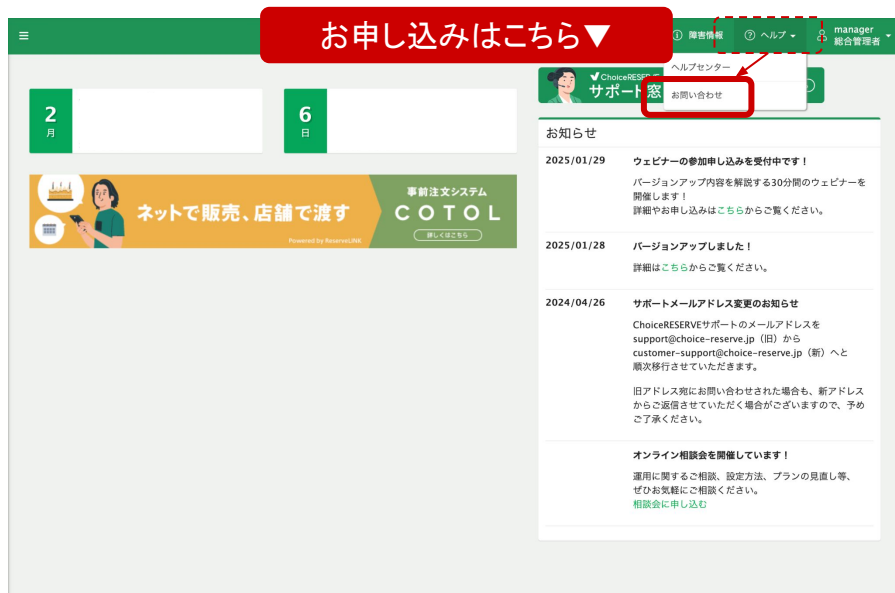 お申し込みはこちら▼
障害情報
ヘルプ
manager
総合管理者
ヘルプセンター
お問い合わせ
ChoiceRESERVE
サポート窓
2
月
6
日
ネットで販売、店舗で渡す
Powered by ReserveLINK
事前注文システム
COTOL
詳しくはこちら
お知らせ
2025/01/29 ウェビナーの参加申し込みを受付中です！
バージョンアップ内容を解説する30分間のウェビナーを
開催します！
詳細やお申し込みはこちらからご覧ください。
2025/01/28 バージョンアップしました！
詳細はこちらからご覧ください。
2024/04/26 サポートメールアドレス変更のお知らせ
ChoiceRESERVEサポートのメールアドレスを
support@choice-reserve.jp（旧）から
customer-support@choice-reserve.jp（新）へと
順次移行させていただきます。
旧アドレス宛にお問い合わせされた場合も、新アドレス
からご返信させていただく場合がございますので、予め
ご了承ください。
オンライン相談会を開催しています！
運用に関するご相談、設定方法、プランの見直し等、
ぜひお気軽にご相談ください。
相談会に申し込む